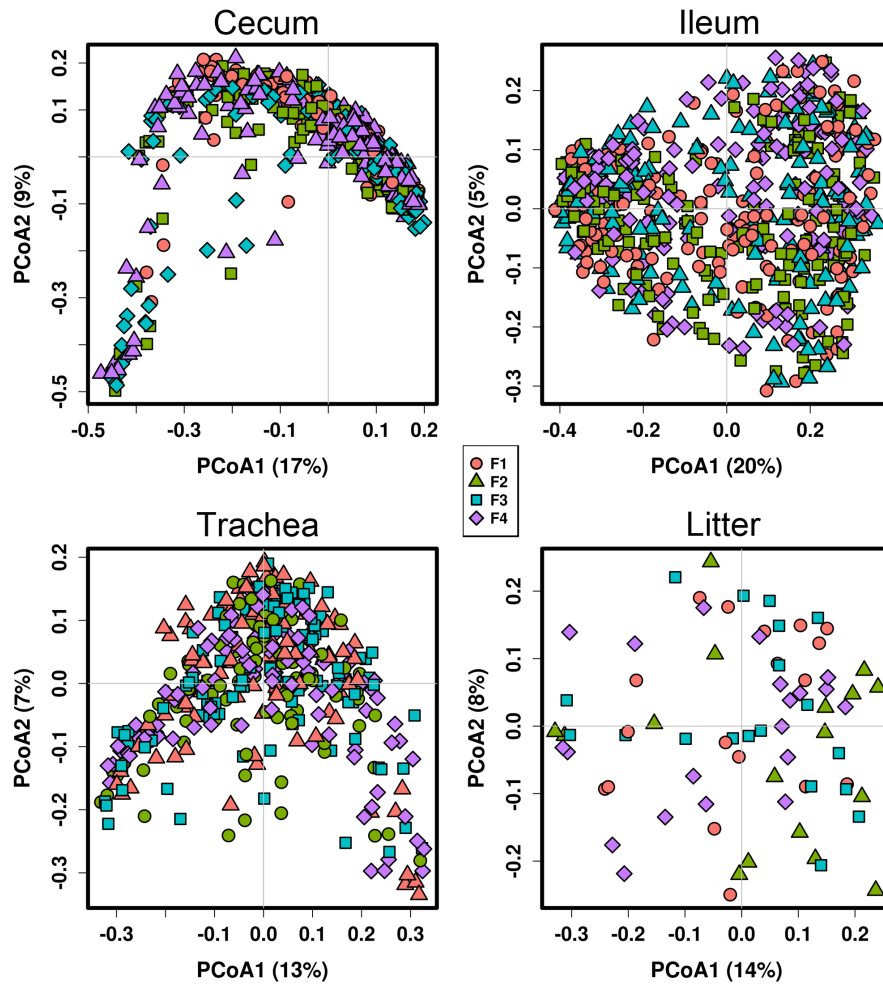 Cecum
0.2
0.1
-0.1
-0.3
-0.5
PCoA2 (9%)
-0.5
-0.3
-0.1
0.1
0.2
PCoA1 (17%)
Ileum
0.2
0.1
0.0
-0.1
-0.2
-0.3
PCoA2 (5%)
-0.4
-0.2
0.0
0.2
PCoA1 (20%)
F1
F2
F3
F4
Trachea
0.2
0.1
0.0
-0.1
-0.2
-0.3
PCoA2 (7%)
-0.3
-0.1
0.0
0.1
0.2
0.3
PCoA1 (13%)
Litter
0.2
0.1
0.0
-0.1
-0.2
PCoA2 (8%)
-0.3
-0.2
-0.1
0.0
0.1
0.2
PCoA1 (14%)